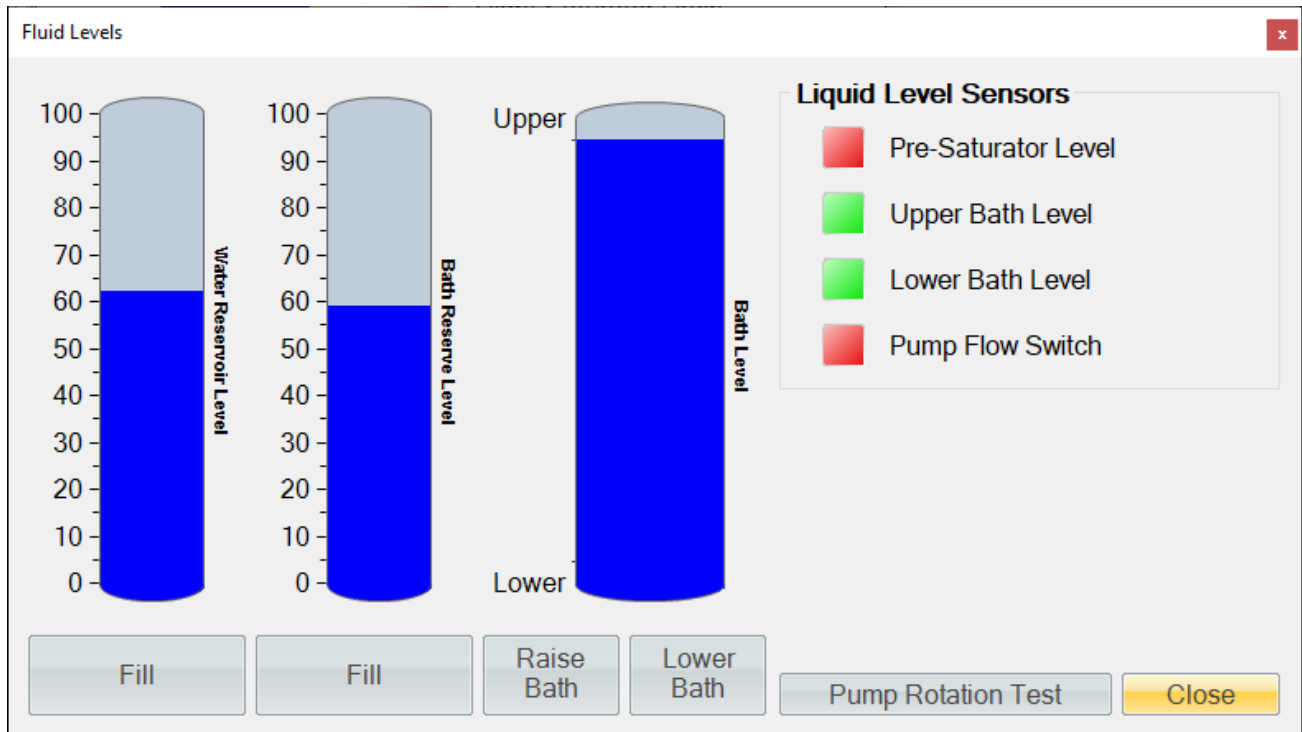 Fluid Levels
x
100
90
80
70
60
50
40
30
20
10
0
Water Reservoir Level
100
90
80
70
60
50
40
30
20
10
0
Bath Reserve Level
Upper
Lower
Bath Level
Liquid Level Sensors
Pre-Saturator Level
Upper Bath Level
Lower Bath Level
Pump Flow Switch
Fill
Fill
Raise
Bath
Lower
Bath
Pump Rotation Test
Close